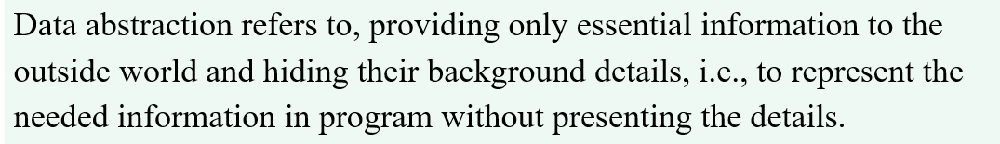 Data abstraction refers to, providing only essential information to the
outside world and hiding their background details, i.e., to represent the
needed information in program without presenting the details.